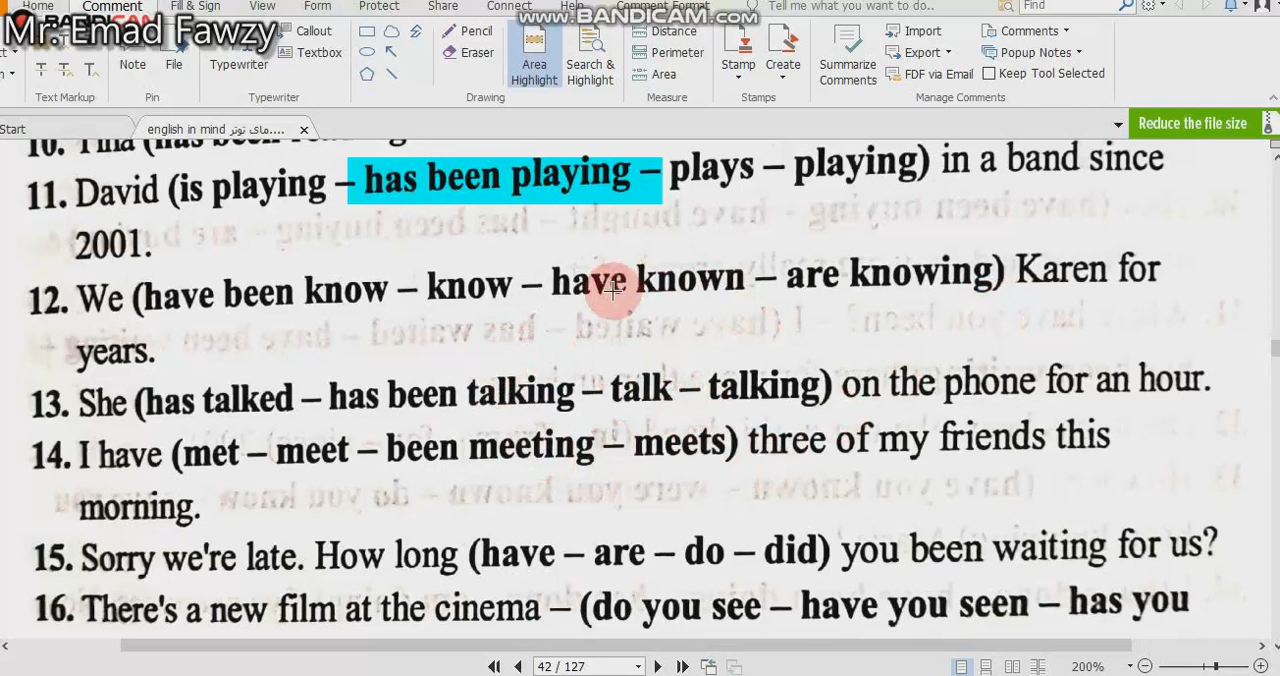 Home Comment Fill & Sign View Form Protect Share Connect Comment Format Tell me what you want to do... Find
WWW.BANDICAM.COM
Mr. Emad Fawzy
Note File Typewriter Callout Textbox Pencil Eraser Area Highlight Search & Highlight Distance Perimeter Area Stamp Create Summarize Comments Import Export FDF via Email Comments Popup Notes Keep Tool Selected
Text Markup Pin Typewriter Drawing Measure Stamps Manage Comments
Start english in mind مای توتر.... Reduce the file size
10. Tina (has been
11. David (is playing – has been playing – plays – playing) in a band since
2001.
12. We (have been know – know – have known – are knowing) Karen for
years.
13. She (has talked – has been talking – talk – talking) on the phone for an hour.
14. I have (met – meet – been meeting – meets) three of my friends this
morning.
15. Sorry we're late. How long (have – are – do – did) you been waiting for us?
16. There's a new film at the cinema – (do you see – have you seen – has you
42 / 127 200%